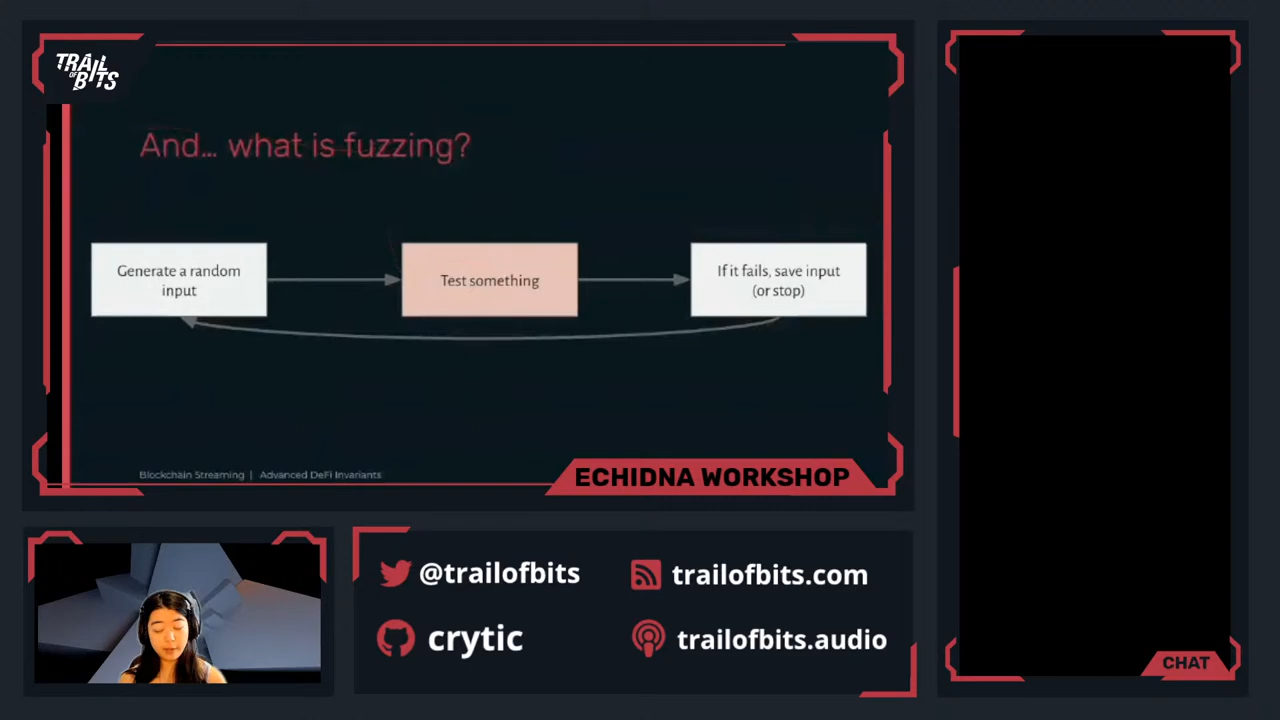 TRAIL
OF
BITS
And... what is fuzzing?
Generate a random
input
Test something
If it fails, save input
(or stop)
Blockchain Streaming | Advanced DeFi Invariants
ECHIDNA WORKSHOP
@trailofbits
trailofbits.com
crytic
trailofbits.audio
CHAT